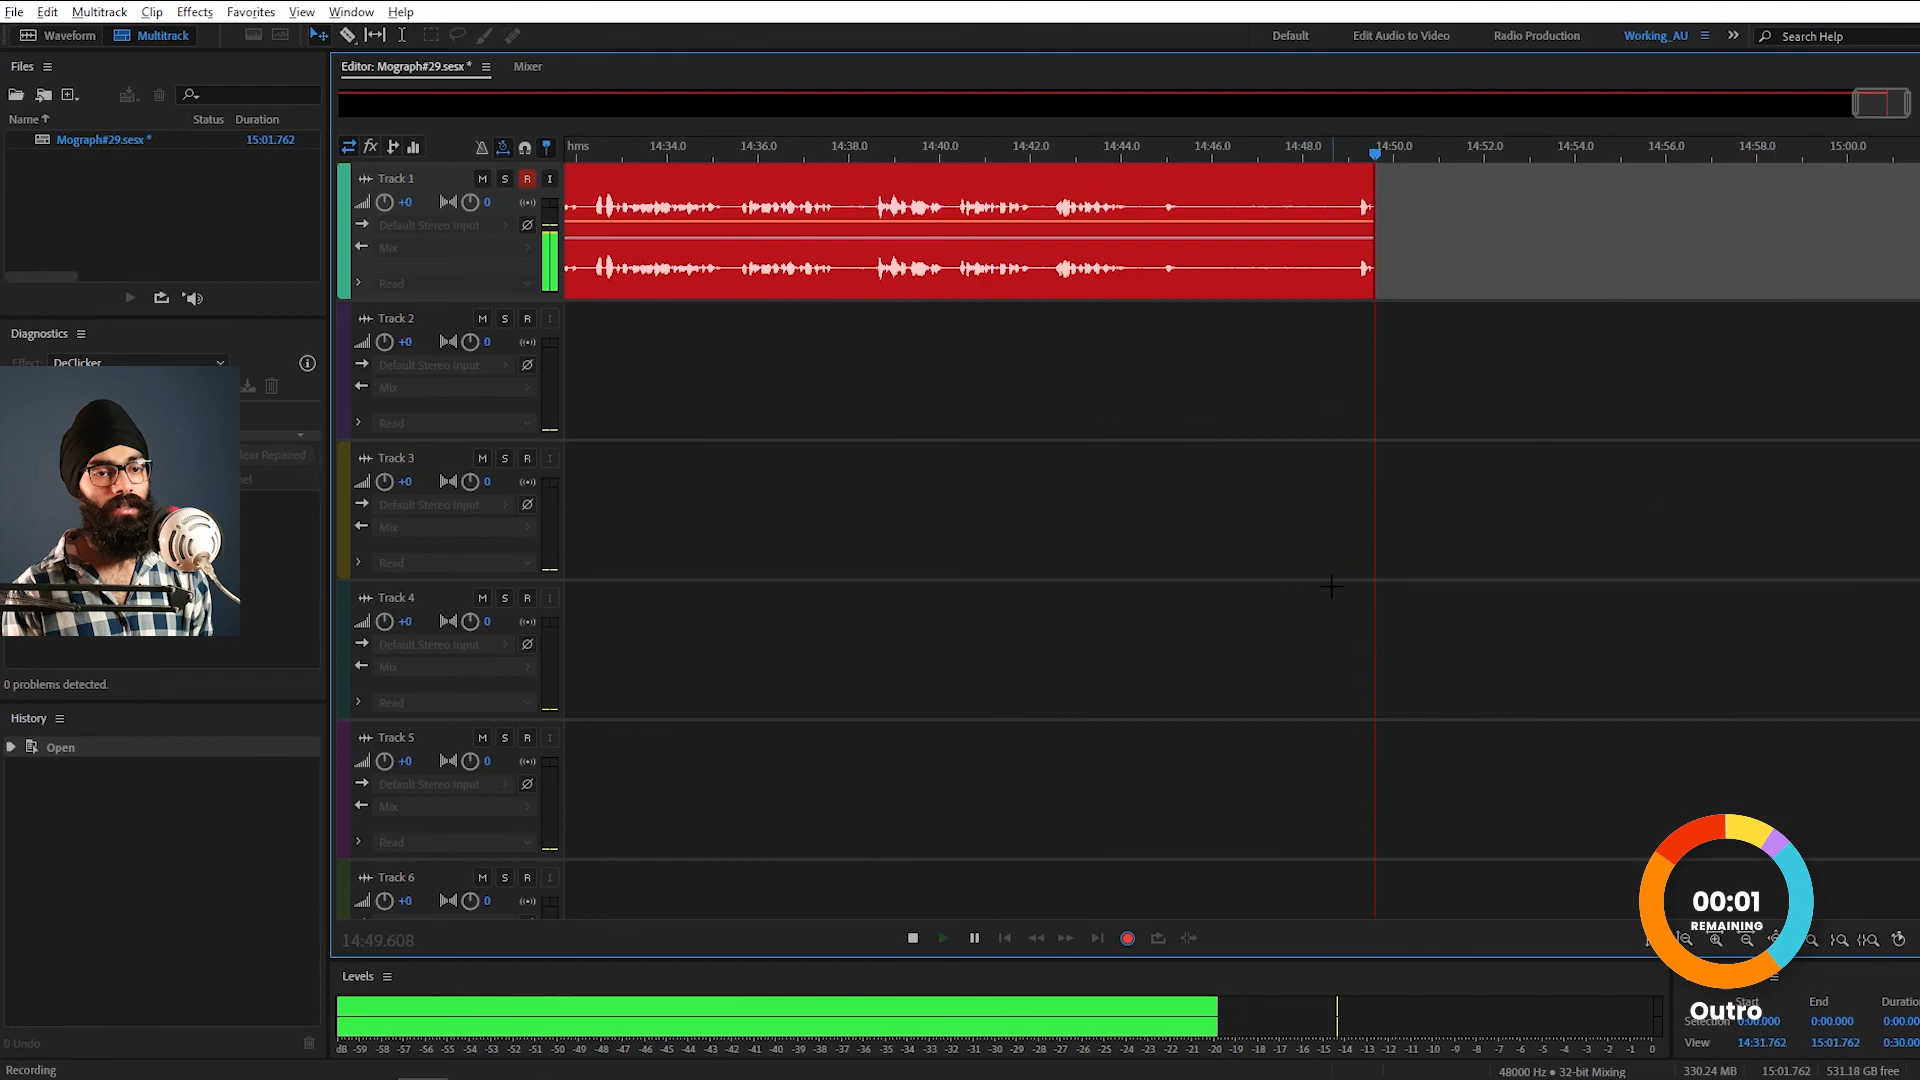 File Edit Multitrack Clip Effects Favorites View Window Help
Waveform Multitrack Default Edit Audio to Video Radio Production Working_AU Search Help
Files
Name Status Duration
Mograph#29.sesx * 15:01.762
Diagnostics
Effect: DeClicker
Clear Repaired
0 problems detected.
History
Open
0 Undo
Recording
Editor: Mograph#29.sesx * Mixer
fx hms 14:34.0 14:36.0 14:38.0 14:40.0 14:42.0 14:44.0 14:46.0 14:48.0 14:50.0 14:52.0 14:54.0 14:56.0 14:58.0 15:00.0
Track 1 M S R I
+0 0
Default Stereo Input
Mix
Read
Track 2 M S R I
+0 0
Default Stereo Input
Mix
Read
Track 3 M S R I
+0 0
Default Stereo Input
Mix
Read
Track 4 M S R I
+0 0
Default Stereo Input
Mix
Read
Track 5 M S R I
+0 0
Default Stereo Input
Mix
Read
Track 6 M S R I
+0 0
14:49.608
Levels
dB -59 -58 -57 -56 -55 -54 -53 -52 -51 -50 -49 -48 -47 -46 -45 -44 -43 -42 -41 -40 -39 -38 -37 -36 -35 -34 -33 -32 -31 -30 -29 -28 -27 -26 -25 -24 -23 -22 -21 -20 -19 -18 -17 -16 -15 -14 -13 -12 -11 -10 -9 -8 -7 -6 -5 -4 -3 -2 -1 0
00:01
REMAINING
Outro
Start End Duration
Selection 0:00.000 0:00.000 0:00.000
View 14:31.762 15:01.762 0:30.00
48000 Hz • 32-bit Mixing 330.24 MB 15:01.762 531.18 GB free